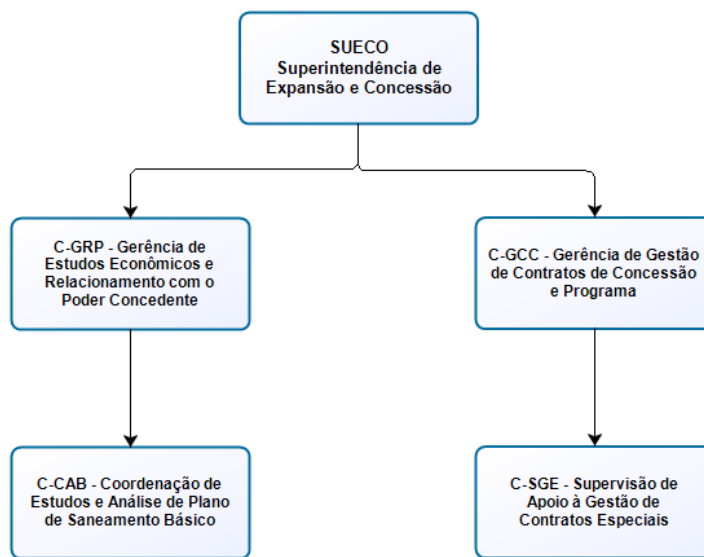 SUECO
Superintendência de
Expansão e Concessão
C-GRP - Gerência de
Estudos Econômicos e
Relacionamento com o
Poder Concedente
C-GCC - Gerência de Gestão
de Contratos de Concessão
e Programa
C-CAB - Coordenação de
Estudos e Análise de Plano
de Saneamento Básico
C-SGE - Supervisão de
Apoio à Gestão de
Contratos Especiais